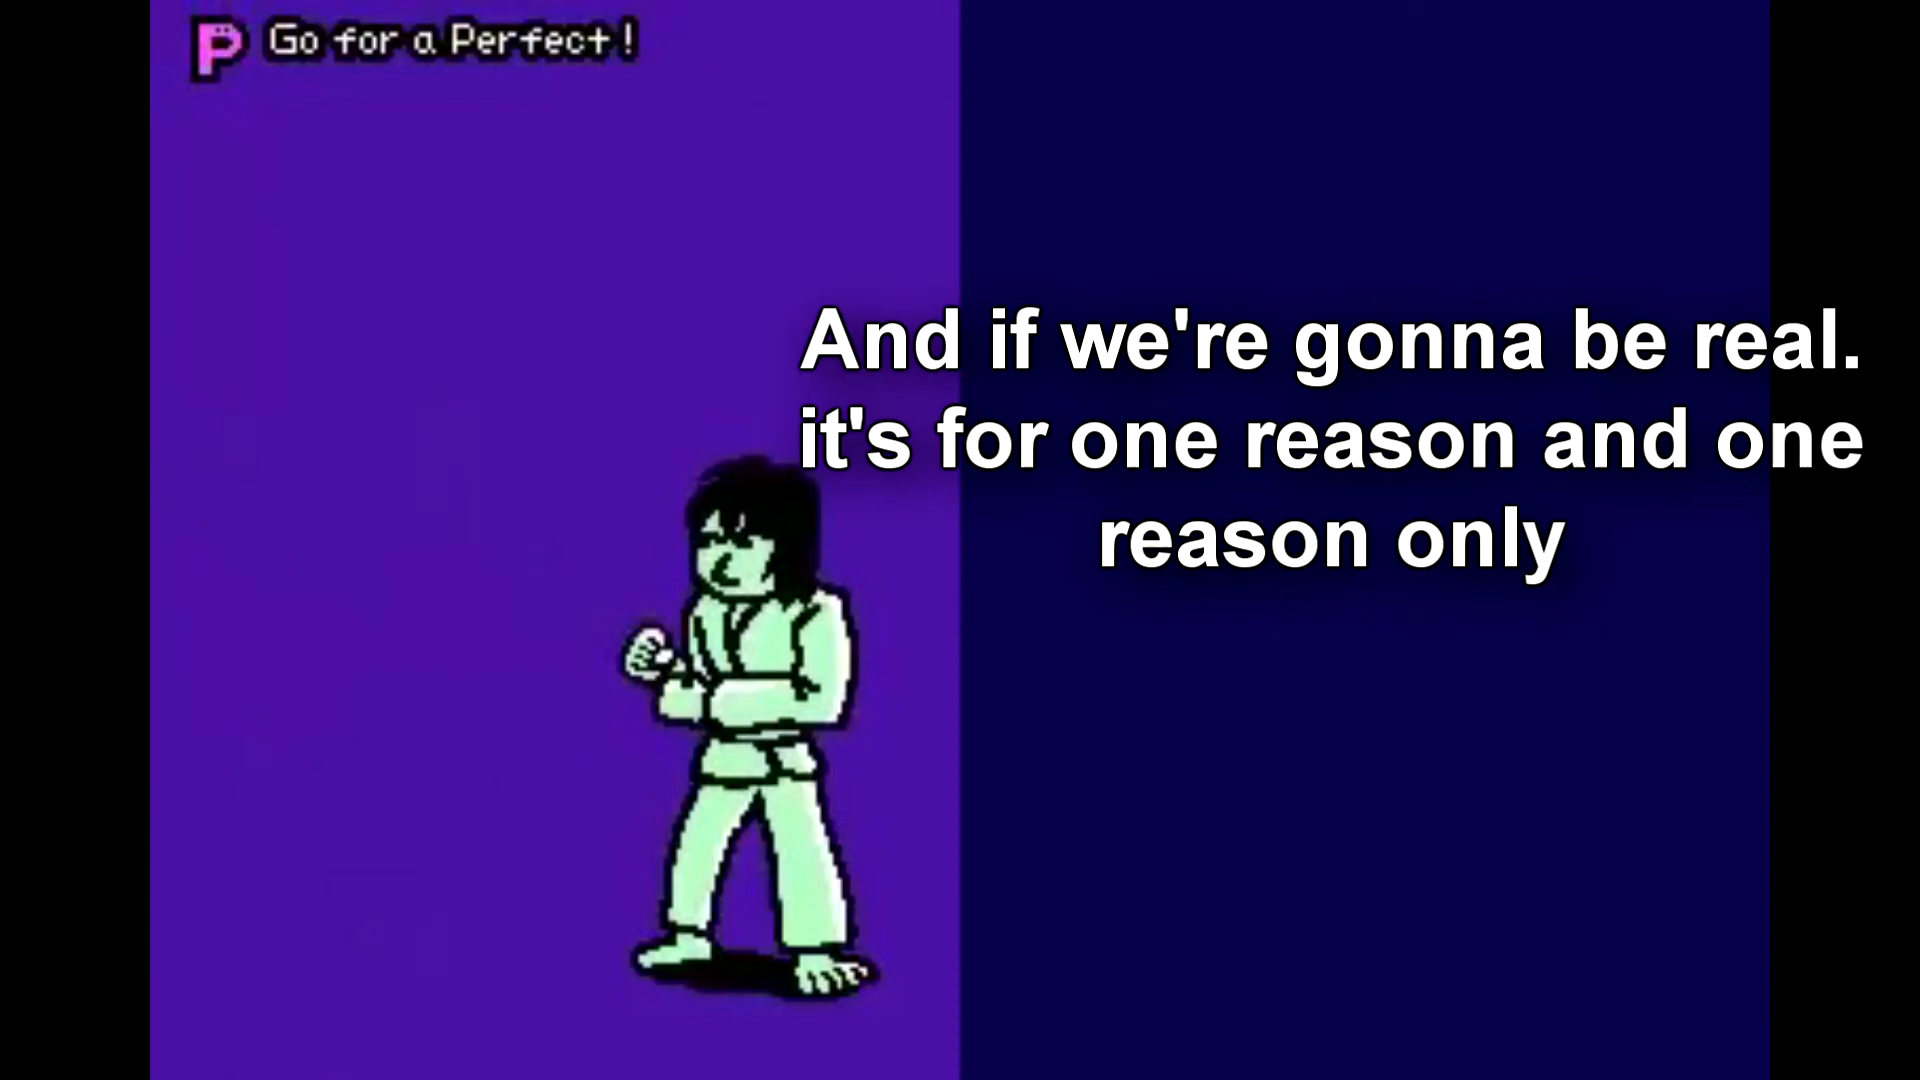 P Go for a Perfect!
And if we're gonna be real.
it's for one reason and one
reason only